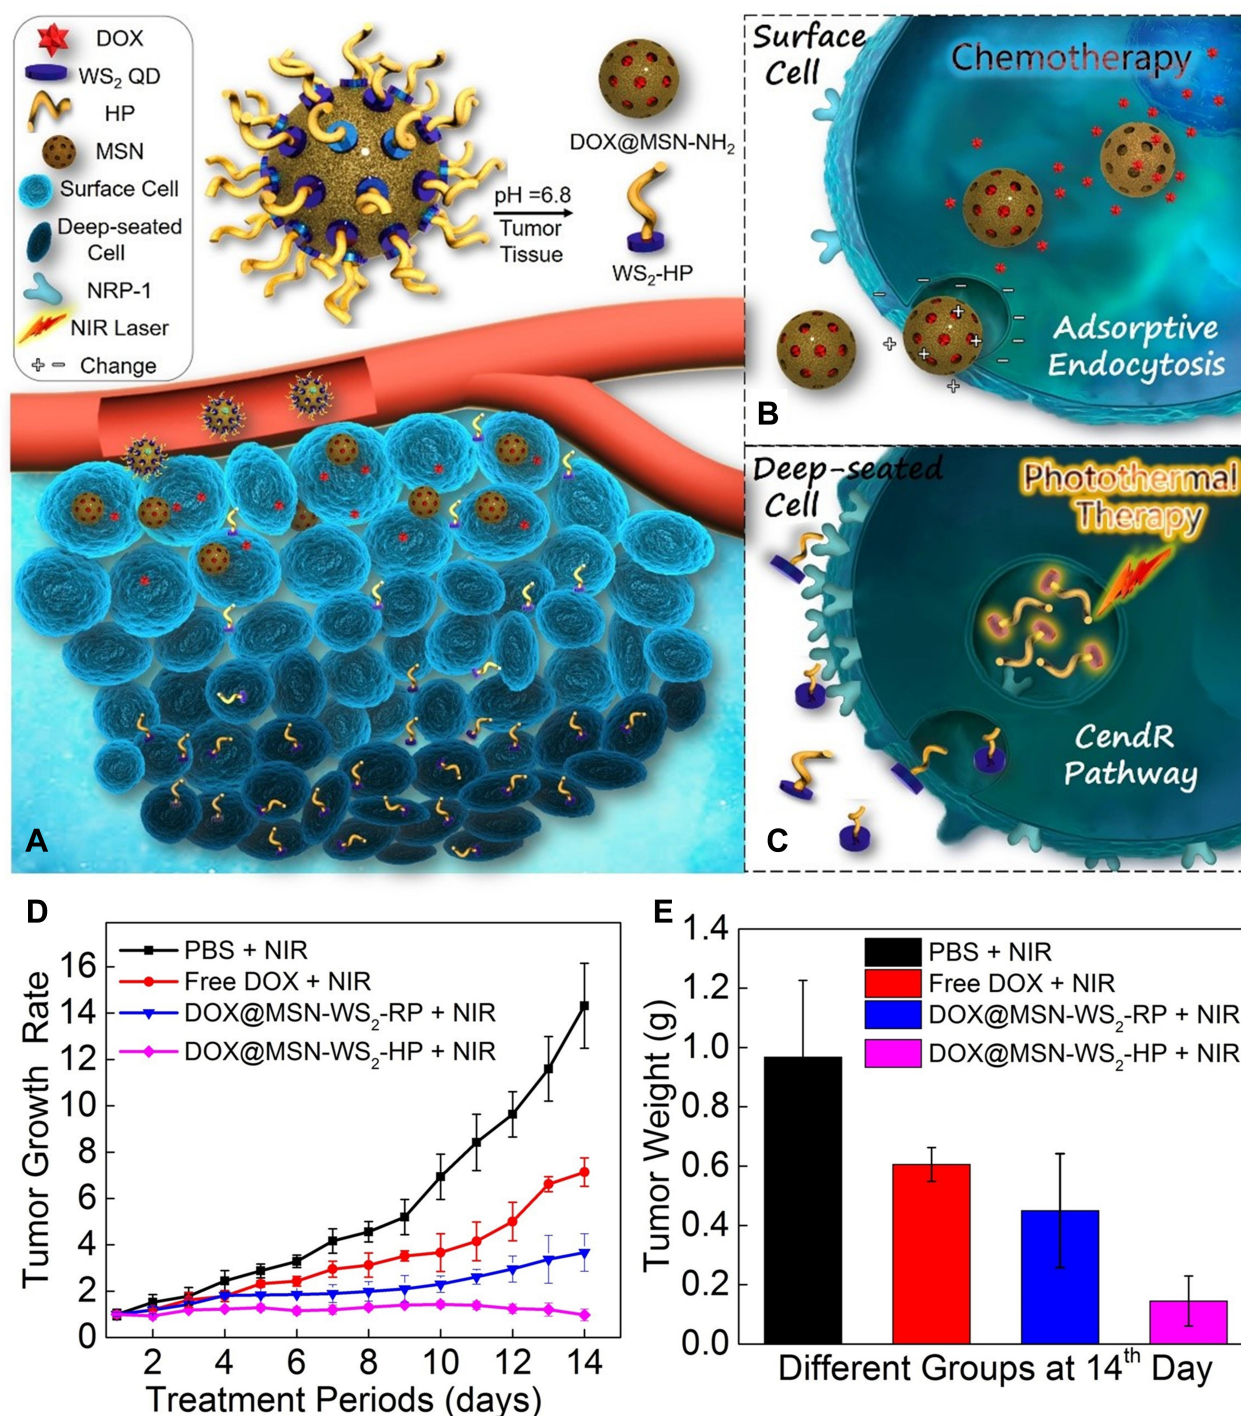 DOX
WS₂ QD
HP
MSN
Surface Cell
Deep-seated
Cell
NRP-1
NIR Laser
+ − Change
pH =6.8
Tumor
Tissue
DOX@MSN-NH₂
WS₂-HP
A
Surface
Cell
Chemotherapy
Adsorptive
Endocytosis
B
Deep-seated
Cell
Photothermal
Therapy
CendR
Pathway
C
D
PBS + NIR
Free DOX + NIR
DOX@MSN-WS₂-RP + NIR
DOX@MSN-WS₂-HP + NIR
Tumor Growth Rate
16
14
12
10
8
6
4
2
0
2 4 6 8 10 12 14
Treatment Periods (days)
E
PBS + NIR
Free DOX + NIR
DOX@MSN-WS₂-RP + NIR
DOX@MSN-WS₂-HP + NIR
Tumor Weight (g)
1.4
1.2
1.0
0.8
0.6
0.4
0.2
0.0
Different Groups at 14th Day